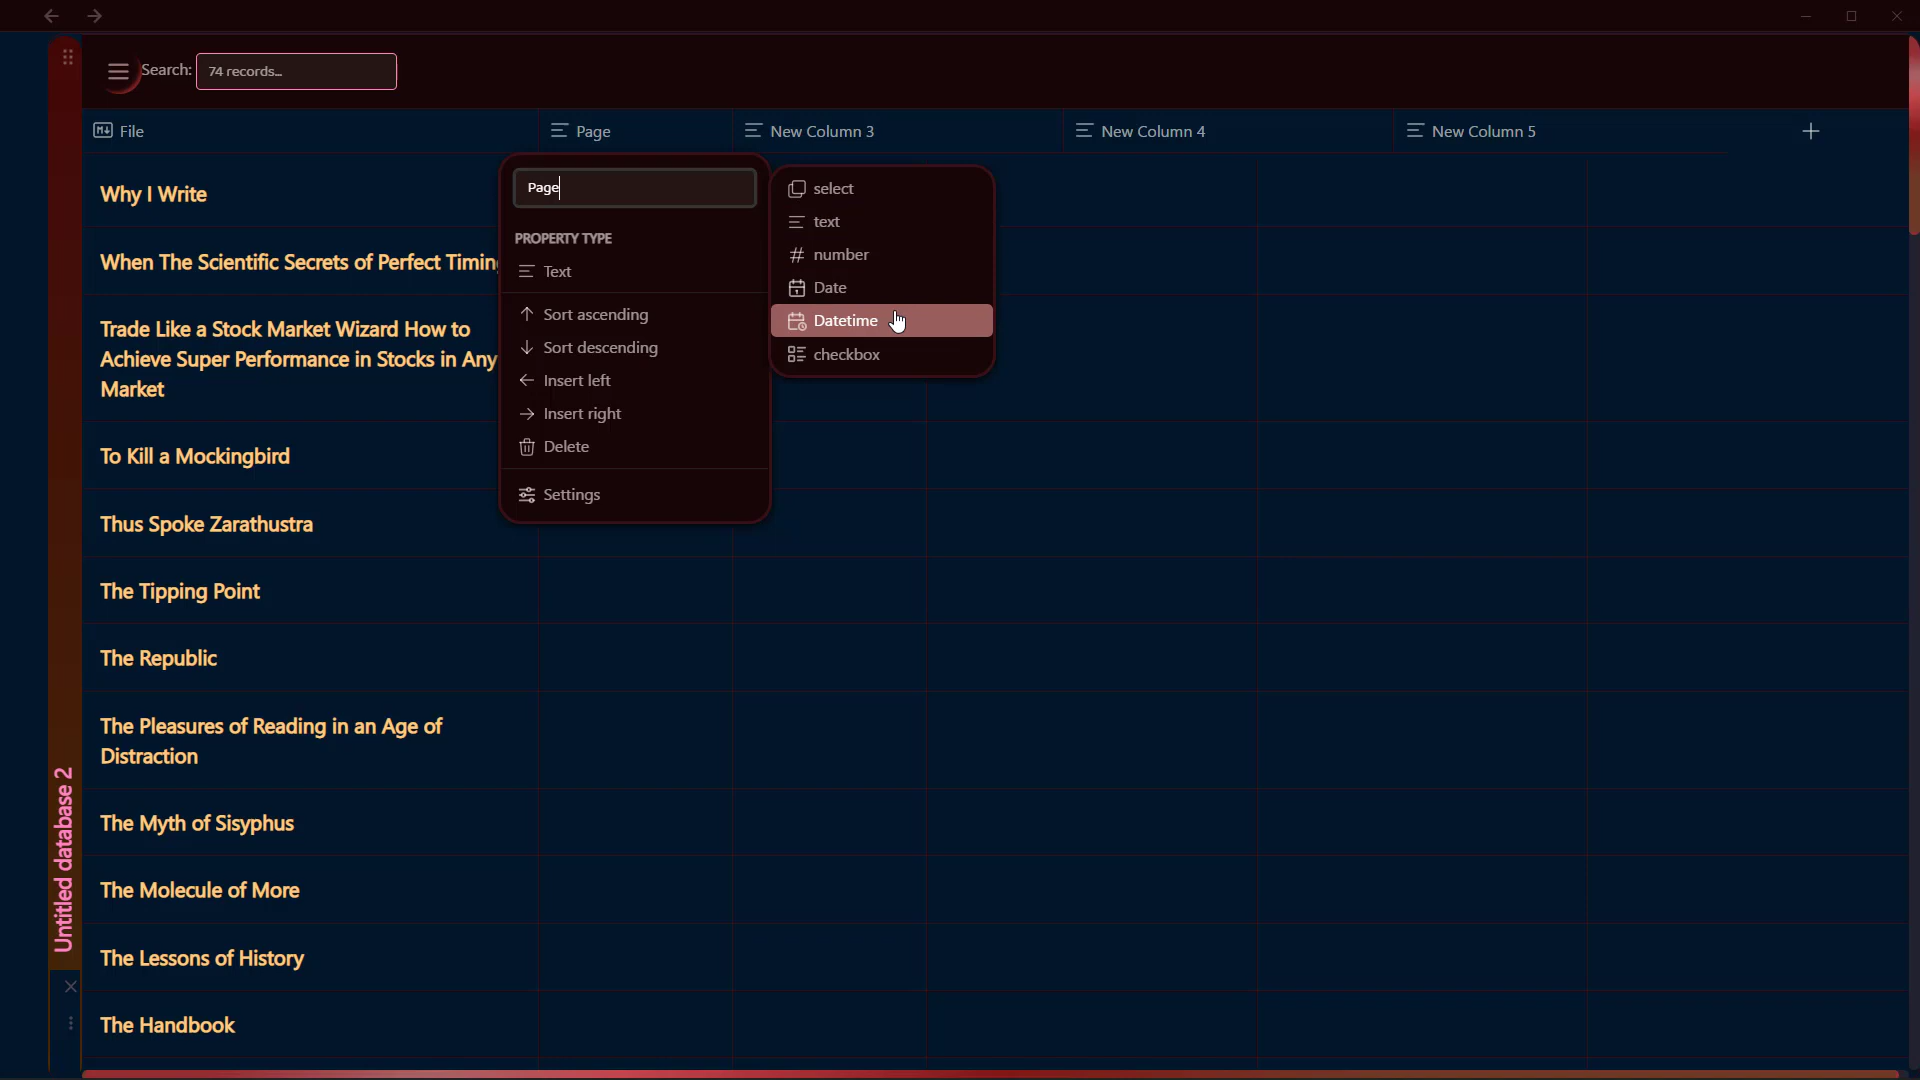 Search:
74 records...
File
Page
New Column 3
New Column 4
New Column 5
Page
PROPERTY TYPE
Text
Sort ascending
Sort descending
Insert left
Insert right
Delete
Settings
select
text
number
Date
Datetime
checkbox
Why I Write
When The Scientific Secrets of Perfect Timing
Trade Like a Stock Market Wizard How to
Achieve Super Performance in Stocks in Any
Market
To Kill a Mockingbird
Thus Spoke Zarathustra
The Tipping Point
The Republic
The Pleasures of Reading in an Age of
Distraction
The Myth of Sisyphus
The Molecule of More
The Lessons of History
The Handbook
Untitled database 2